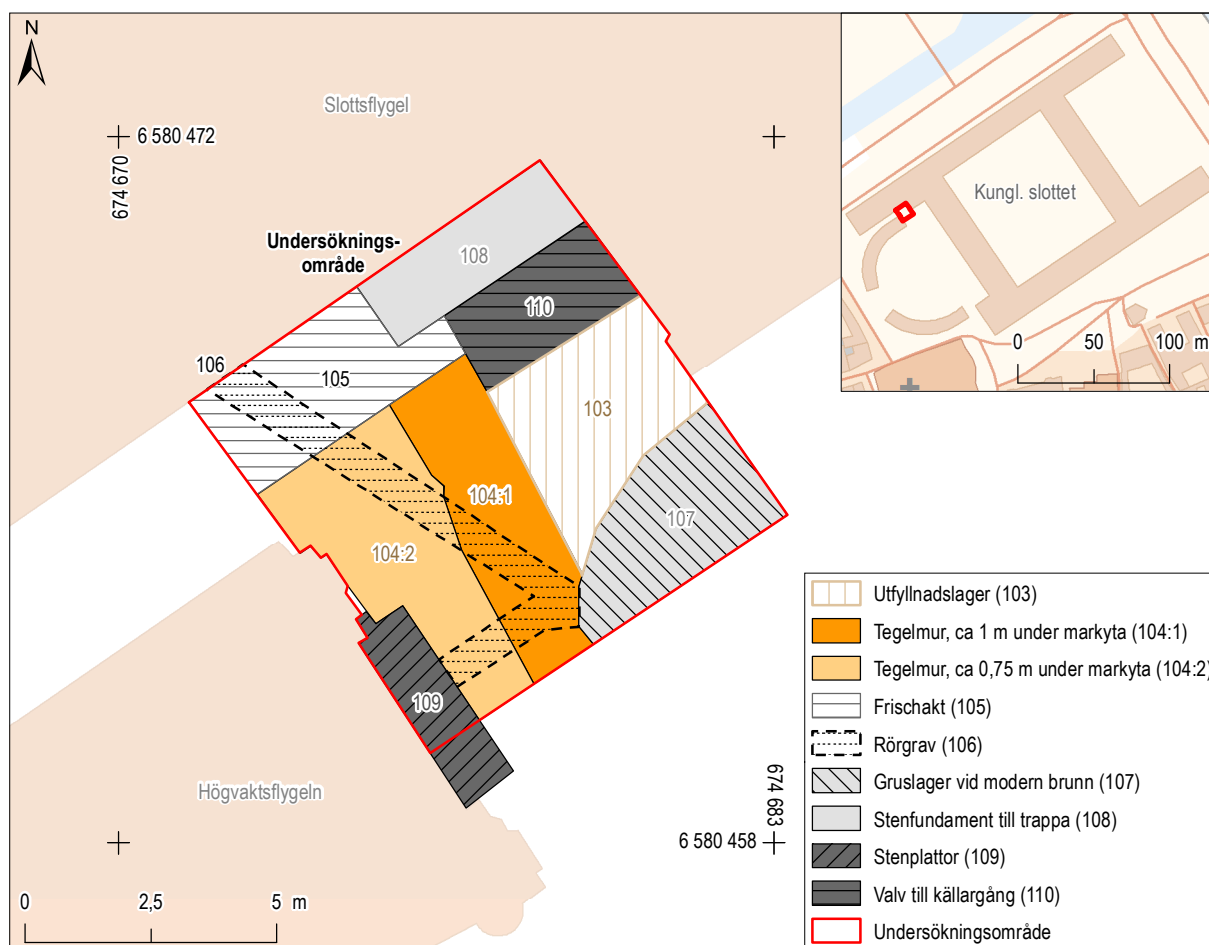 N
Slottsflygel
6 580 472
674 670
Undersöknings-
område
108
110
106
105
103
104:1
107
104:2
109
Högvaktsflygeln
674 683
6 580 458
0 2,5 5 m
Kungl. slottet
0 50 100 m
Utfyllnadslager (103)
Tegelmur, ca 1 m under markyta (104:1)
Tegelmur, ca 0,75 m under markyta (104:2)
Frischakt (105)
Rörgrav (106)
Gruslager vid modern brunn (107)
Stenfundament till trappa (108)
Stenplattor (109)
Valv till källargång (110)
Undersökningsområde